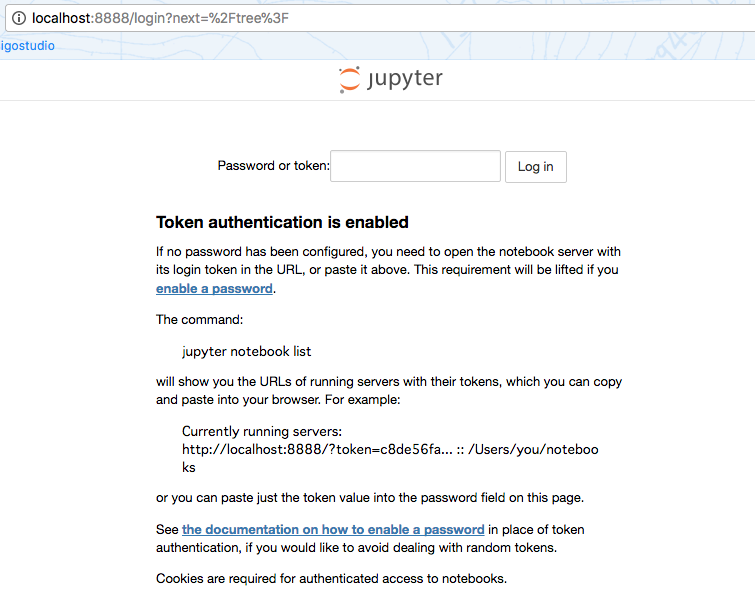 localhost:8888/login?next=%2Ftree%3F
igostudio
jupyter
Password or token:
Log in
Token authentication is enabled
If no password has been configured, you need to open the notebook server with
its login token in the URL, or paste it above. This requirement will be lifted if you
enable a password.
The command:
jupyter notebook list
will show you the URLs of running servers with their tokens, which you can copy
and paste into your browser. For example:
Currently running servers:
http://localhost:8888/?token=c8de56fa... :: /Users/you/noteboo
ks
or you can paste just the token value into the password field on this page.
See the documentation on how to enable a password in place of token
authentication, if you would like to avoid dealing with random tokens.
Cookies are required for authenticated access to notebooks.